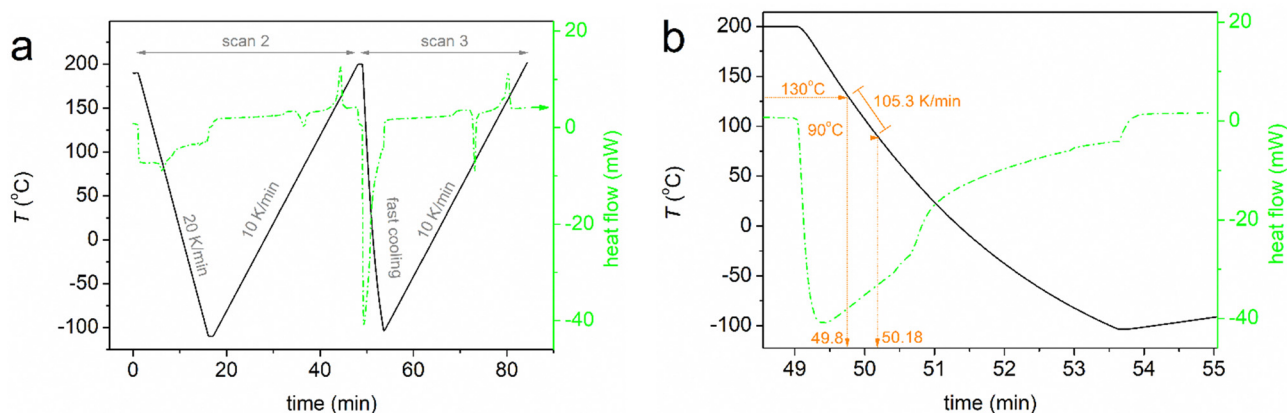 a
scan 2
scan 3
200
150
100
50
0
-50
-100
T (°C)
20 K/min
10 K/min
fast cooling
10 K/min
20
0
-20
-40
heat flow (mW)
0
20
40
60
80
time (min)
b
200
150
100
50
0
-50
-100
T (°C)
130°C
90°C
105.3 K/min
49.8
50.18
20
0
-20
-40
heat flow (mW)
49
50
51
52
53
54
55
time (min)